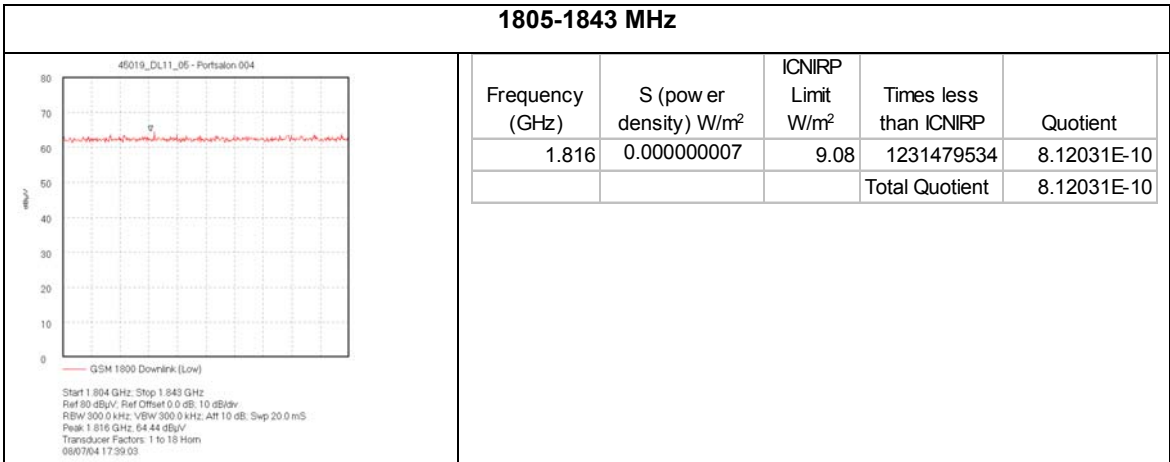 1805-1843 MHz
45019_DL11_05 - Portsalon 004
80
70
60
50
40
30
20
10
0
dBµV
GSM 1800 Downlink (Low)
Start 1.804 GHz; Stop 1.843 GHz
Ref 80 dBµV; Ref Offset 0.0 dB; 10 dB/div
RBW 300.0 kHz; VBW 300.0 kHz; Att 10 dB; Swp 20.0 mS
Peak 1.816 GHz, 64.44 dBµV
Transducer Factors: 1 to 18 Horn
08/07/04 17:39:03
Frequency (GHz) S (power density) W/m² ICNIRP Limit W/m² Times less than ICNIRP Quotient
1.816 0.000000007 9.08 1231479534 8.12031E-10
Total Quotient 8.12031E-10